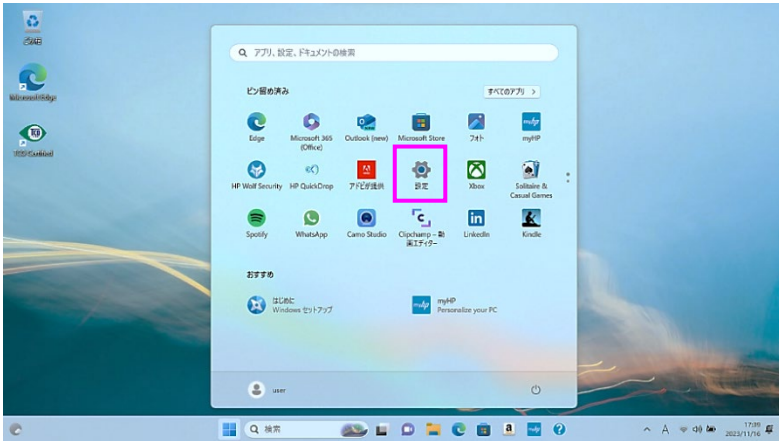 ごみ箱
Microsoft Edge
TCO Certified
アプリ、設定、ドキュメントの検索
ピン留め済み
すべてのアプリ >
Edge
Microsoft 365
(Office)
Outlook (new)
Microsoft Store
フォト
myHP
HP Wolf Security
HP QuickDrop
アドビが提供
設定
Xbox
Solitaire &
Casual Games
Spotify
WhatsApp
Camo Studio
Clipchamp – 動
画エディター
LinkedIn
Kindle
おすすめ
はじめに
Windows セットアップ
myHP
Personalize your PC
user
検索
A
2023/11/16